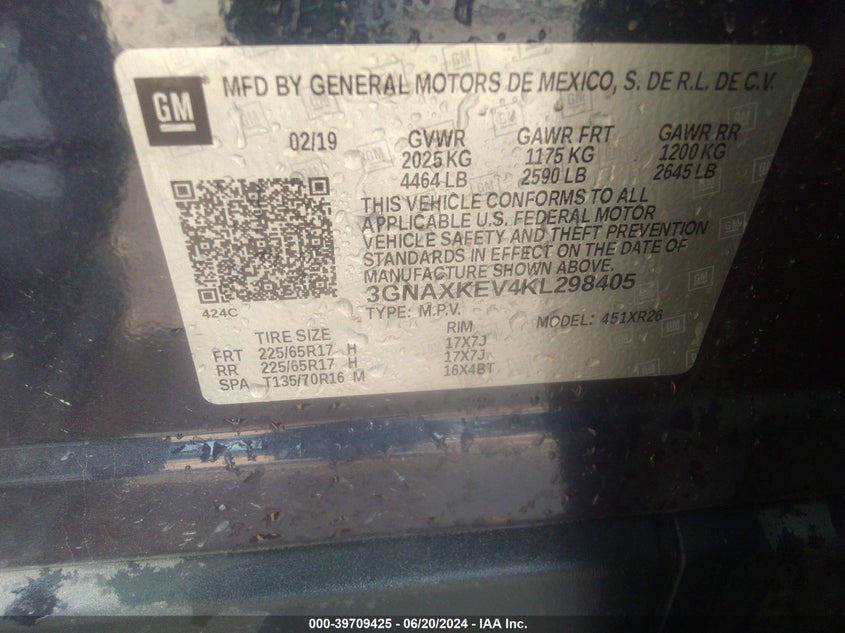 GM
MFD BY GENERAL MOTORS DE MEXICO, S. DE R.L. DE C.V.
02/19 GVWR GAWR FRT GAWR RR
2025 KG 1175 KG 1200 KG
4464 LB 2590 LB 2645 LB
THIS VEHICLE CONFORMS TO ALL
APPLICABLE U.S. FEDERAL MOTOR
VEHICLE SAFETY AND THEFT PREVENTION
STANDARDS IN EFFECT ON THE DATE OF
MANUFACTURE SHOWN ABOVE.
3GNAXKEV4KL298405
424C TYPE: M.P.V. MODEL: 451XR26
TIRE SIZE RIM
FRT 225/65R17 H 17X7J
RR 225/65R17 H 17X7J
SPA T135/70R16 M 16X4BT
000-39709425 - 06/20/2024 - IAA Inc.